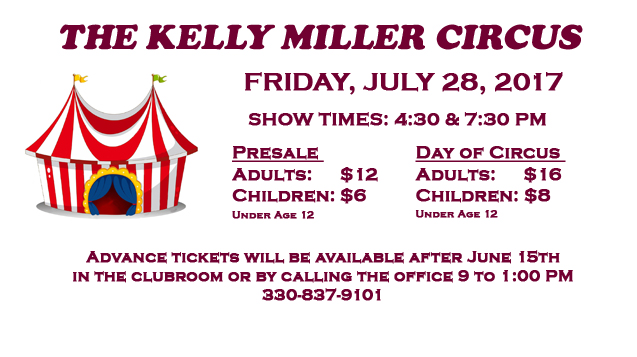 THE KELLY MILLER CIRCUS
FRIDAY, JULY 28, 2017
SHOW TIMES: 4:30 & 7:30 PM
PRESALE DAY OF CIRCUS
ADULTS: $12 ADULTS: $16
CHILDREN: $6 CHILDREN: $8
UNDER AGE 12 UNDER AGE 12
ADVANCE TICKETS WILL BE AVAILABLE AFTER JUNE 15TH
IN THE CLUBROOM OR BY CALLING THE OFFICE 9 TO 1:00 PM
330-837-9101